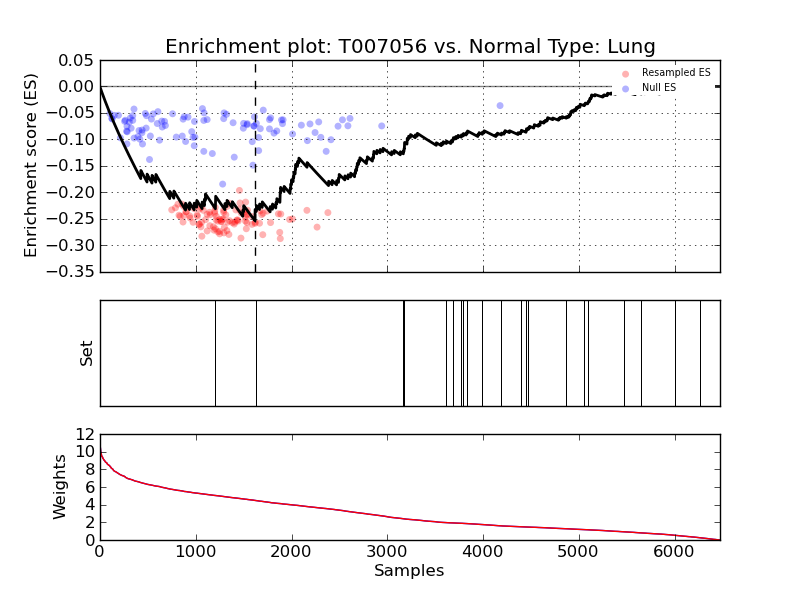 Enrichment plot: T007056 vs. Normal Type: Lung
Enrichment score (ES)
0.05
0.00
−0.05
−0.10
−0.15
−0.20
−0.25
−0.30
−0.35
Resampled ES
Null ES
Set
Weights
12
10
8
6
4
2
0
0 1000 2000 3000 4000 5000 6000
Samples